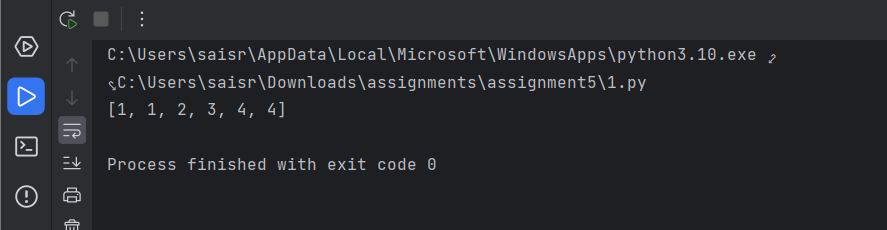 C:\Users\saisr\AppData\Local\Microsoft\WindowsApps\python3.10.exe
C:\Users\saisr\Downloads\assignments\assignment5\1.py
[1, 1, 2, 3, 4, 4]
Process finished with exit code 0